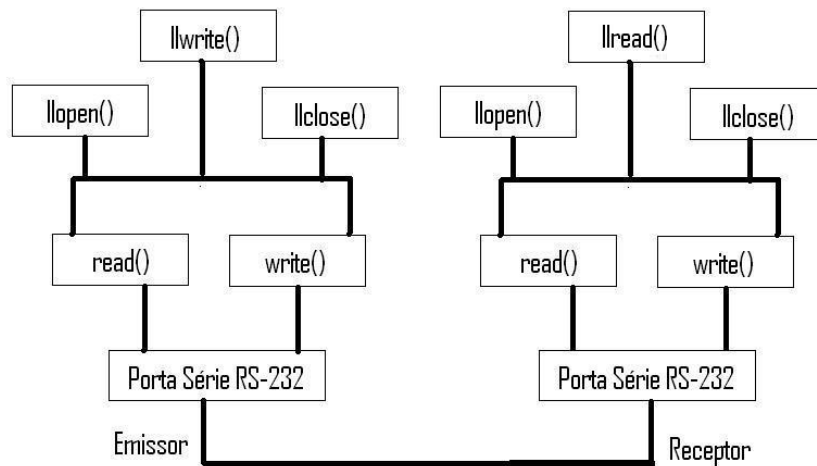 llwrite()
llread()
llopen()
llclose()
llopen()
llclose()
read()
write()
read()
write()
Porta Série RS-232
Porta Série RS-232
Emissor
Receptor